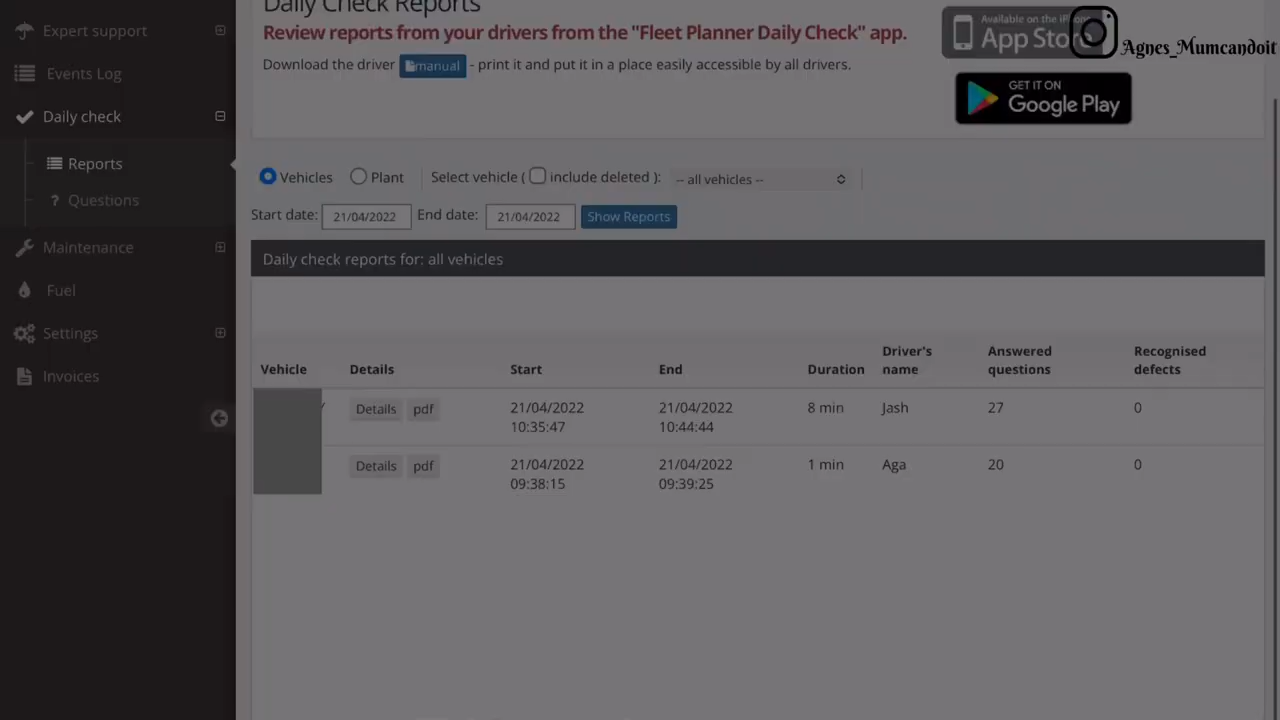 Daily Check Reports
Expert support
Review reports from your drivers from the "Fleet Planner Daily Check" app.
Available on the iPhone
App Store
Agnes_Mumcandoit
Events Log
Download the driver manual - print it and put it in a place easily accessible by all drivers.
GET IT ON
Google Play
Daily check
Reports
Vehicles Plant Select vehicle ( include deleted ): -- all vehicles --
? Questions
Start date: 21/04/2022 End date: 21/04/2022 Show Reports
Maintenance
Daily check reports for: all vehicles
Fuel
Settings
Invoices
Vehicle Details Start End Duration Driver's name Answered questions Recognised defects
Details pdf 21/04/2022 10:35:47 21/04/2022 10:44:44 8 min Jash 27 0
Details pdf 21/04/2022 09:38:15 21/04/2022 09:39:25 1 min Aga 20 0